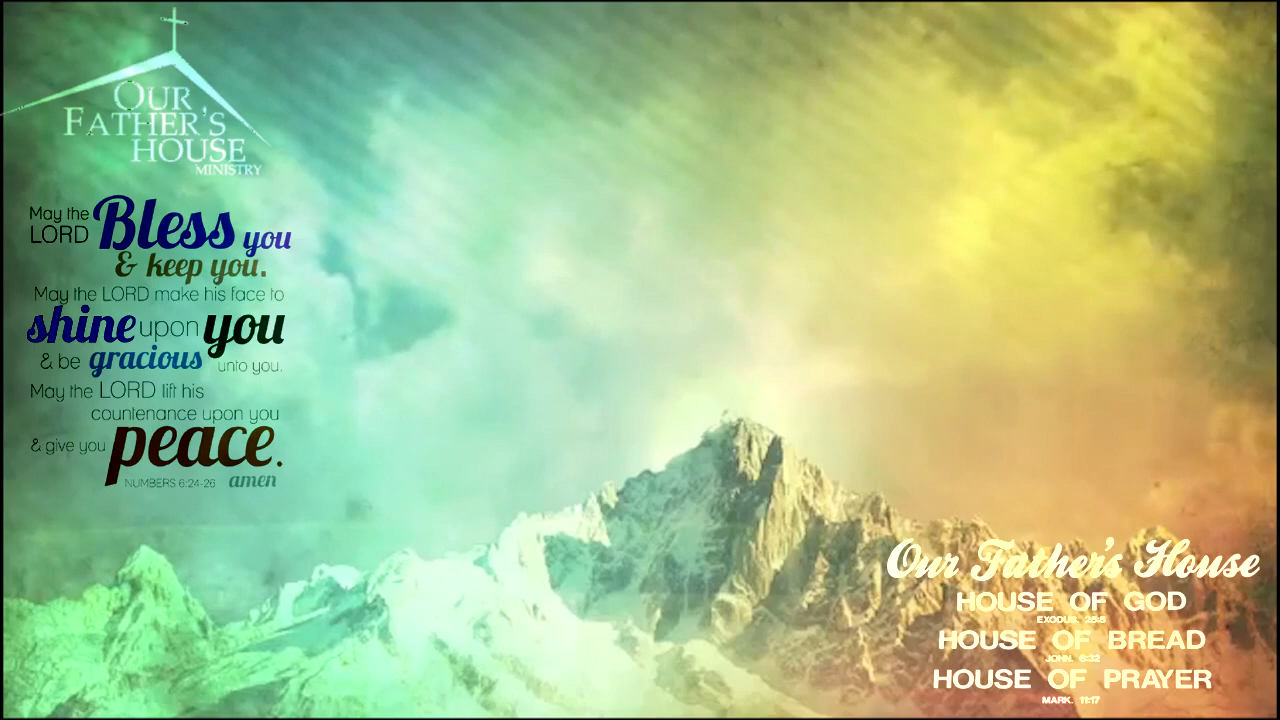 OUR
FATHER'S
HOUSE
MINISTRY
May the LORD Bless you
& keep you.
May the LORD make his face to
shine upon you
& be gracious unto you.
May the LORD lift his
countenance upon you
& give you peace.
NUMBERS 6:24-26 amen
Our Father's House
HOUSE OF GOD
EXODUS. 25:8
HOUSE OF BREAD
JOHN. 6:32
HOUSE OF PRAYER
MARK. 11:17